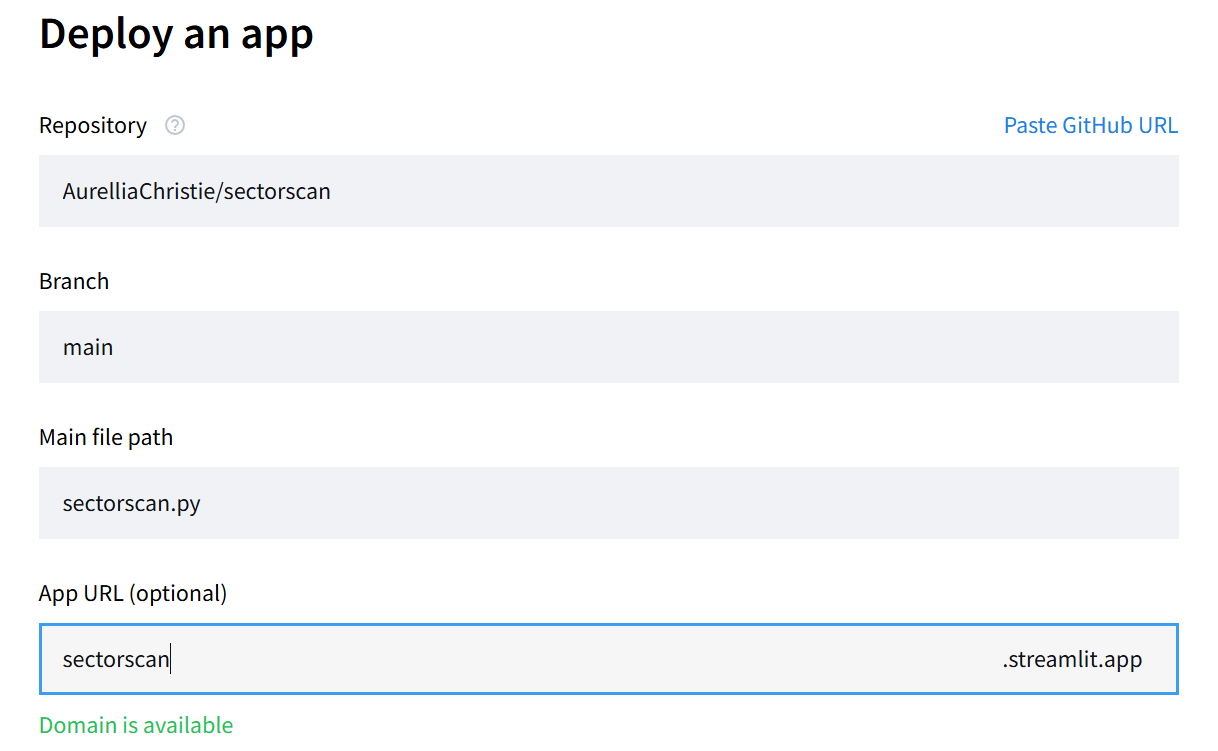 Deploy an app
Repository
Paste GitHub URL
AurelliaChristie/sectorscan
Branch
main
Main file path
sectorscan.py
App URL (optional)
sectorscan
.streamlit.app
Domain is available